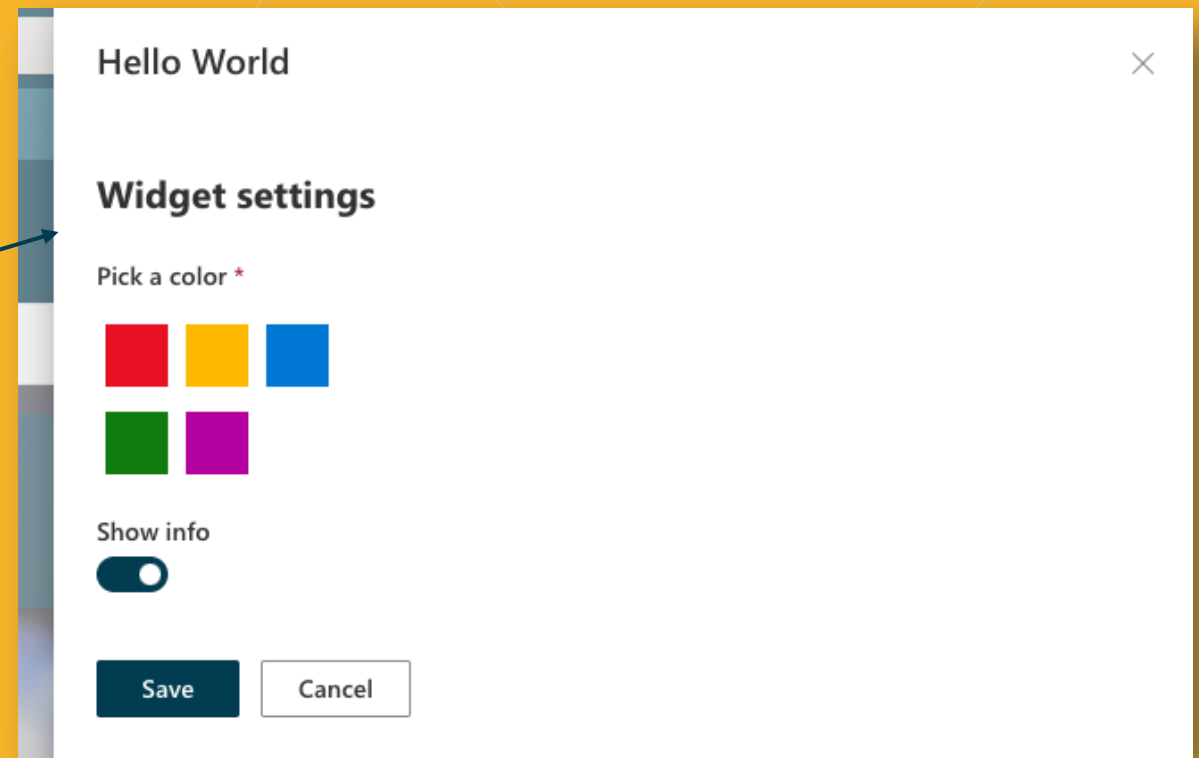 Hello World
Widget settings
Pick a color *
Show info
Save
Cancel